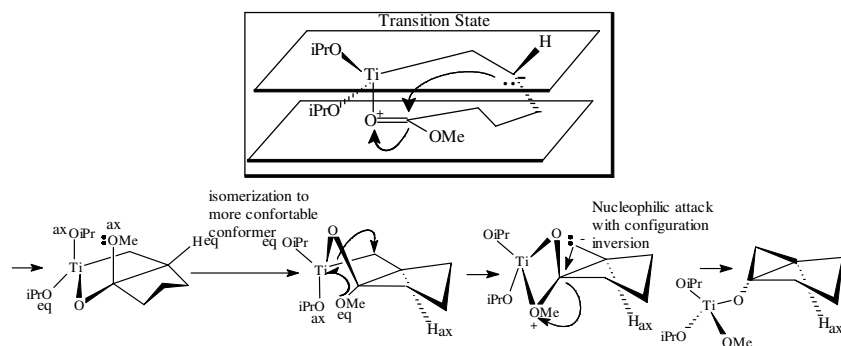 Transition State
H
iPrO
Ti
iPrO
O
+
OMe
ax
OiPr
ax
OMe
Heq
Ti
iPrO
eq
O
isomerization to
more confortable
conformer
eq OiPr
O
Ti
iPrO
ax
OMe
eq
Hax
OiPr
O
Ti
iPrO
OMe
+
-
Hax
Nucleophilic attack
with configuration
inversion
OiPr
Ti
O
iPrO
OMe
Hax